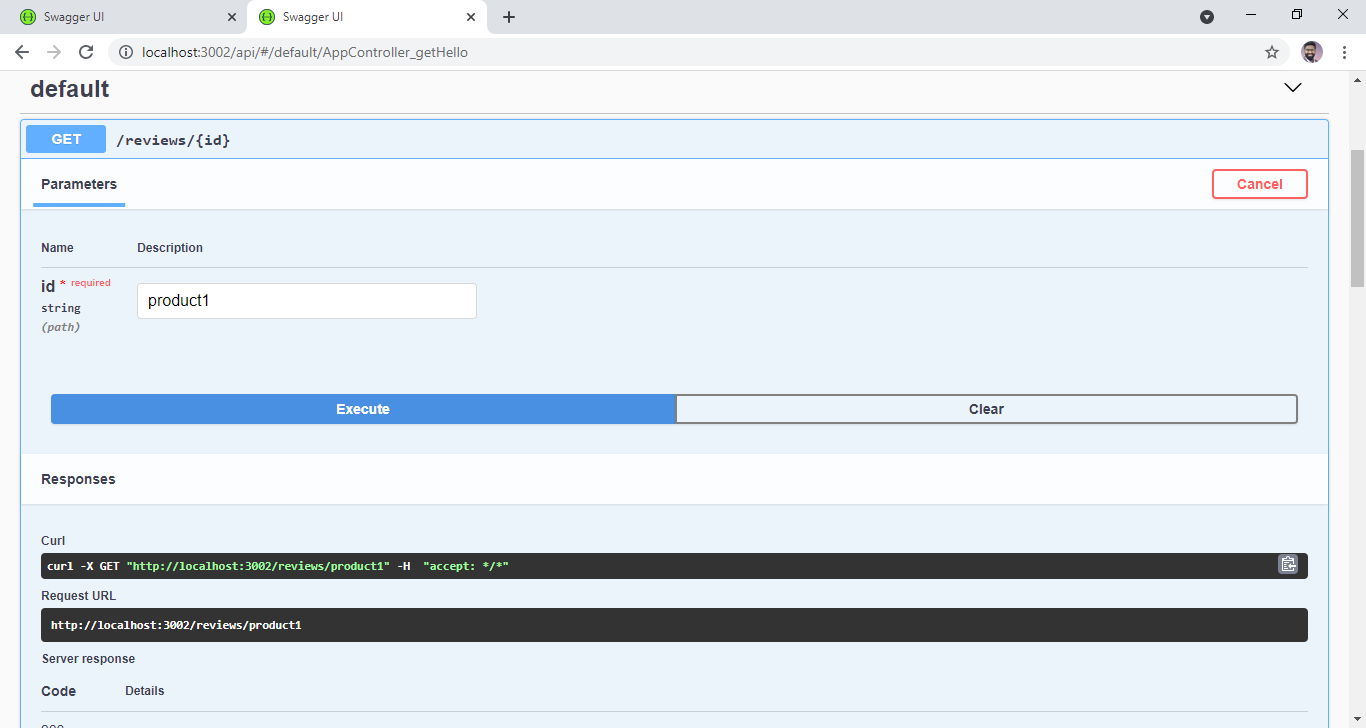 Swagger UI
Swagger UI
localhost:3002/api/#/default/AppController_getHello
default
GET /reviews/{id}
Parameters
Cancel
Name Description
id * required
product1
string
(path)
Execute
Clear
Responses
Curl
curl -X GET "http://localhost:3002/reviews/product1" -H  "accept: */*"
Request URL
http://localhost:3002/reviews/product1
Server response
Code Details